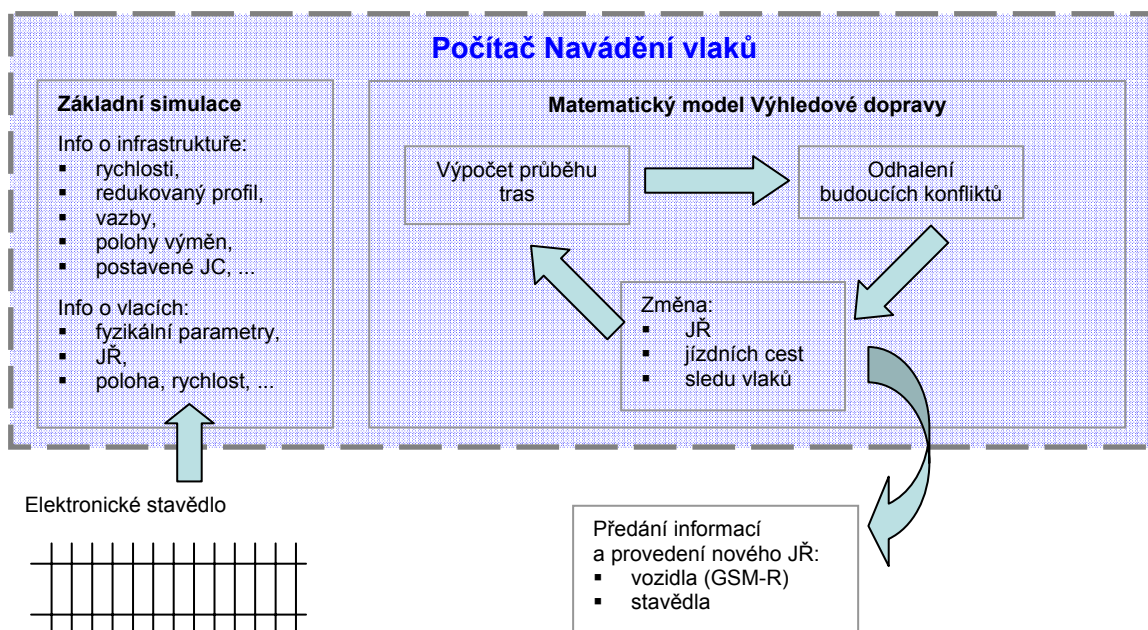 Počítač Navádění vlaků
Základní simulace
Info o infrastruktuře:
▪ rychlosti,
▪ redukovaný profil,
▪ vazby,
▪ polohy výměn,
▪ postavené JC, ...
Info o vlacích:
▪ fyzikální parametry,
▪ JŘ,
▪ poloha, rychlost, ...
Matematický model Výhledové dopravy
Výpočet průběhu
tras
Odhalení
budoucích konfliktů
Změna:
▪ JŘ
▪ jízdních cest
▪ sledu vlaků
Elektronické stavědlo
Předání informací
a provedení nového JŘ:
▪ vozidla (GSM-R)
▪ stavědla